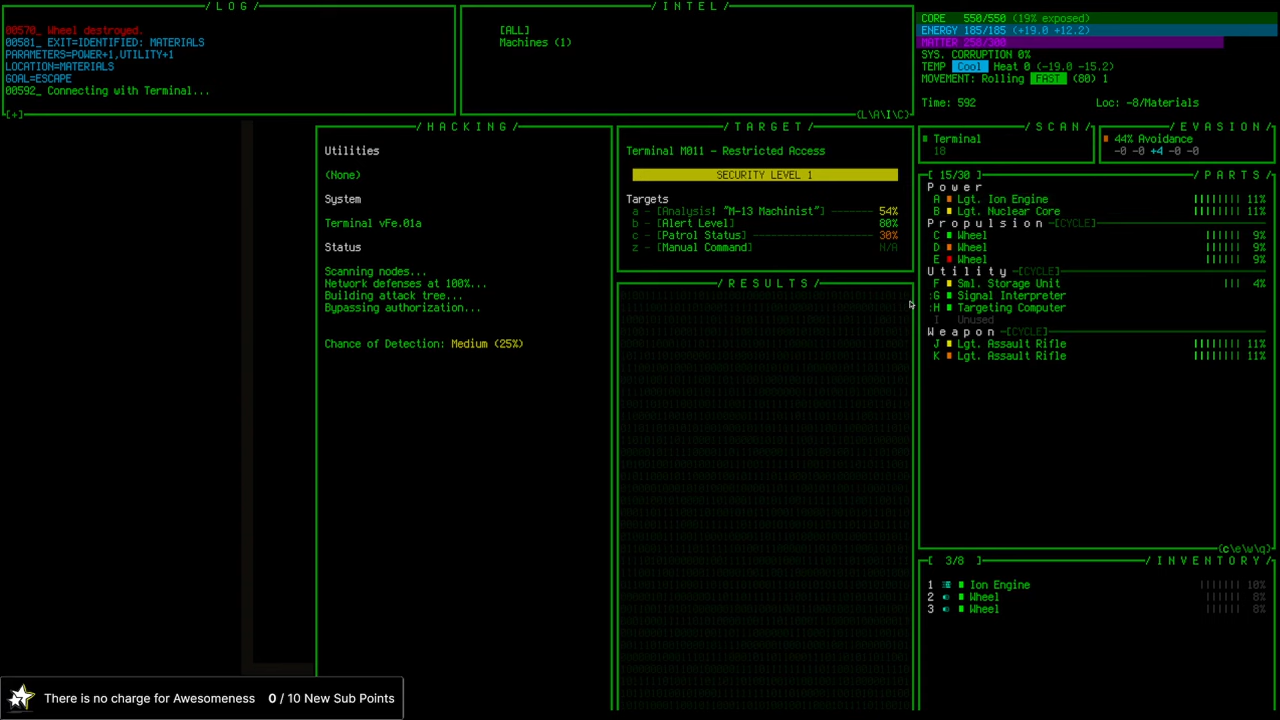 /LOG/
00570_ Wheel destroyed.
00581_ EXIT=IDENTIFIED: MATERIALS
PARAMETERS=POWER+1,UTILITY+1
LOCATION=MATERIALS
GOAL=ESCAPE
00592_ Connecting with Terminal...
[+]
/INTEL/
[ALL]
Machines (1)
(L\A\I\C)
CORE 550/550 (19% exposed)
ENERGY 185/185 (+19.0 +12.2)
MATTER 250/300
SYS. CORRUPTION 0%
TEMP Cool Heat 0 (-19.0 -15.2)
MOVEMENT: Rolling FAST (80) 1
Time: 592 Loc: -8/Materials
/HACKING/
Utilities
(None)
System
Terminal vFe.01a
Status
Scanning nodes...
Network defenses at 100%...
Building attack tree...
Bypassing authorization...
Chance of Detection: Medium (25%)
/TARGET/
Terminal M011 - Restricted Access
SECURITY LEVEL 1
Targets
a - [Analysis! "M-13 Machinist"] 54%
b - [Alert Level] 80%
c - [Patrol Status] 30%
z - [Manual Command] N/A
/RESULTS/
/SCAN/
Terminal
10
/EVASION/
44% Avoidance
-0 -0 +4 -0 -0
[ 15/30 ] /PARTS/
Power
A Lgt. Ion Engine 11%
B Lgt. Nuclear Core 11%
Propulsion [CYCLE]
C Wheel 9%
D Wheel 9%
E Wheel 9%
Utility [CYCLE]
F Sml. Storage Unit 4%
:G Signal Interpreter
:H Targeting Computer
I Unused
Weapon [CYCLE]
J Lgt. Assault Rifle 11%
K Lgt. Assault Rifle 11%
(c\e\w\q)
[ 3/8 ] /INVENTORY/
1 Ion Engine 10%
2 Wheel 8%
3 Wheel 8%
There is no charge for Awesomeness 0 / 10 New Sub Points